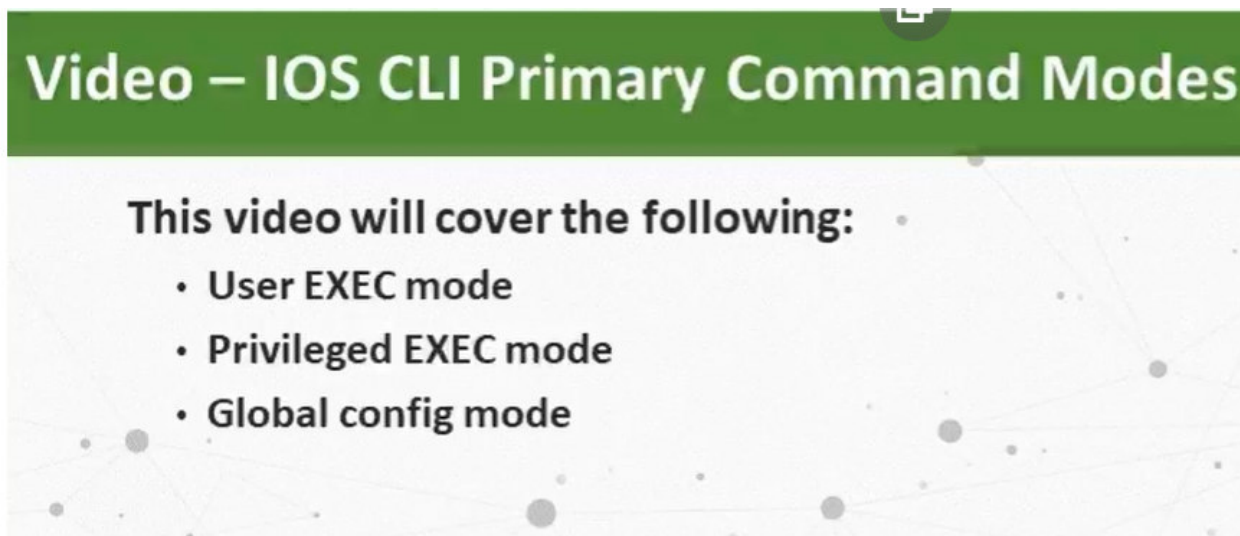 Video – IOS CLI Primary Command Modes
This video will cover the following:
• User EXEC mode
• Privileged EXEC mode
• Global config mode